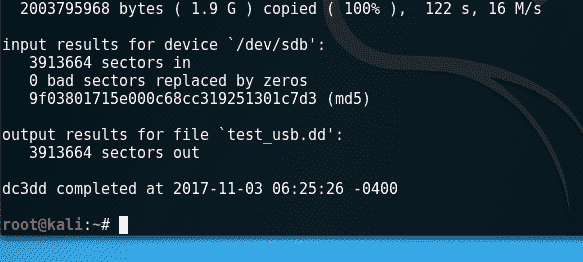 2003795968 bytes ( 1.9 G ) copied ( 100% ),  122 s, 16 M/s
input results for device `/dev/sdb':
3913664 sectors in
0 bad sectors replaced by zeros
9f03801715e000c68cc319251301c7d3 (md5)
output results for file `test_usb.dd':
3913664 sectors out
dc3dd completed at 2017-11-03 06:25:26 -0400
root@kali:~#